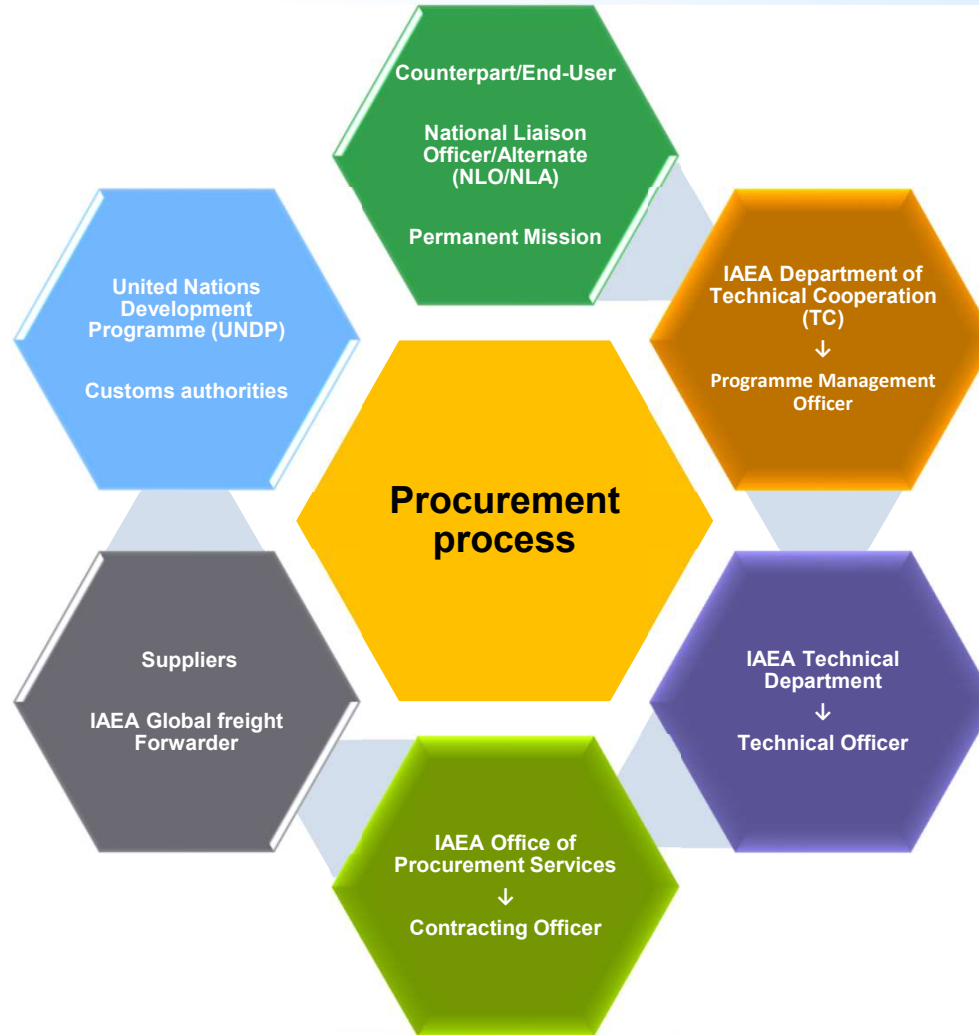 Counterpart/End-User
National Liaison
Officer/Alternate
(NLO/NLA)
Permanent Mission
IAEA Department of
Technical Cooperation
(TC)
↓
Programme Management
Officer
IAEA Technical
Department
↓
Technical Officer
IAEA Office of
Procurement Services
↓
Contracting Officer
Suppliers
IAEA Global freight
Forwarder
United Nations
Development
Programme (UNDP)
Customs authorities
Procurement
process